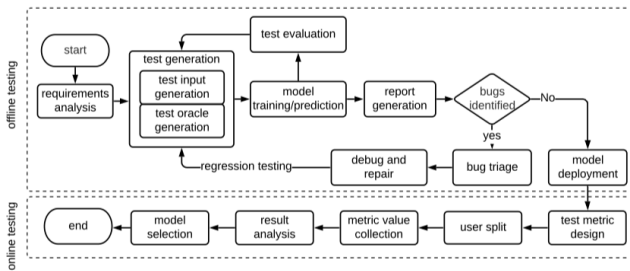 offline testing
start
requirements
analysis
test generation
test input
generation
test oracle
generation
test evaluation
model
training/prediction
report
generation
bugs
identified
No
yes
bug triage
debug and
repair
regression testing
model
deployment
online testing
test metric
design
user split
metric value
collection
result
analysis
model
selection
end